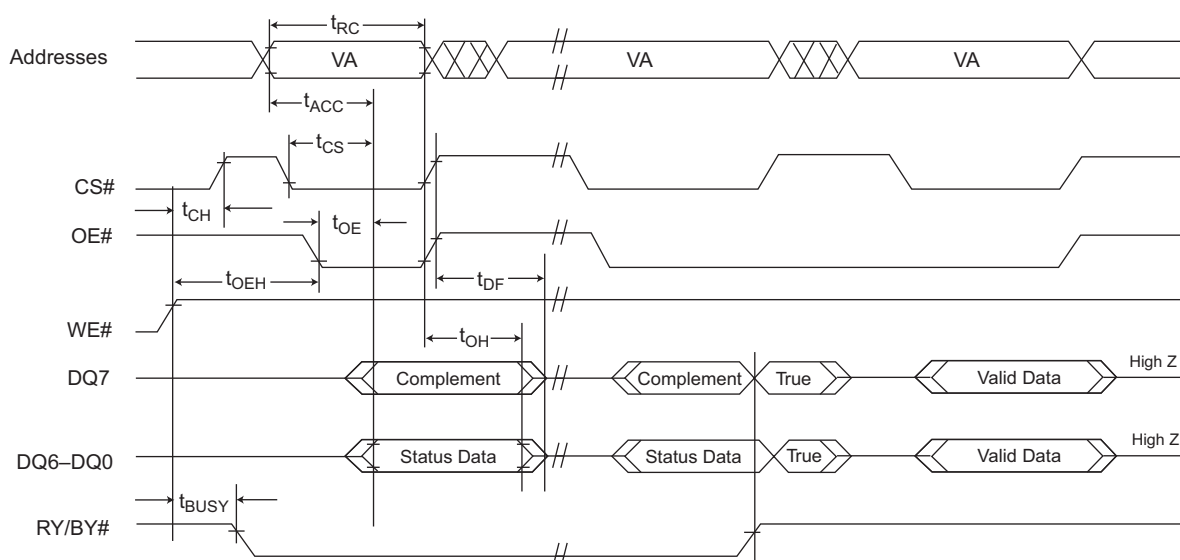 tRC
Addresses VA VA VA
tACC
tCS
CS#
tCH
tOE
OE#
tOEH
tDF
WE#
tOH
DQ7 Complement Complement True Valid Data High Z
DQ6–DQ0 Status Data Status Data True Valid Data High Z
tBUSY
RY/BY#